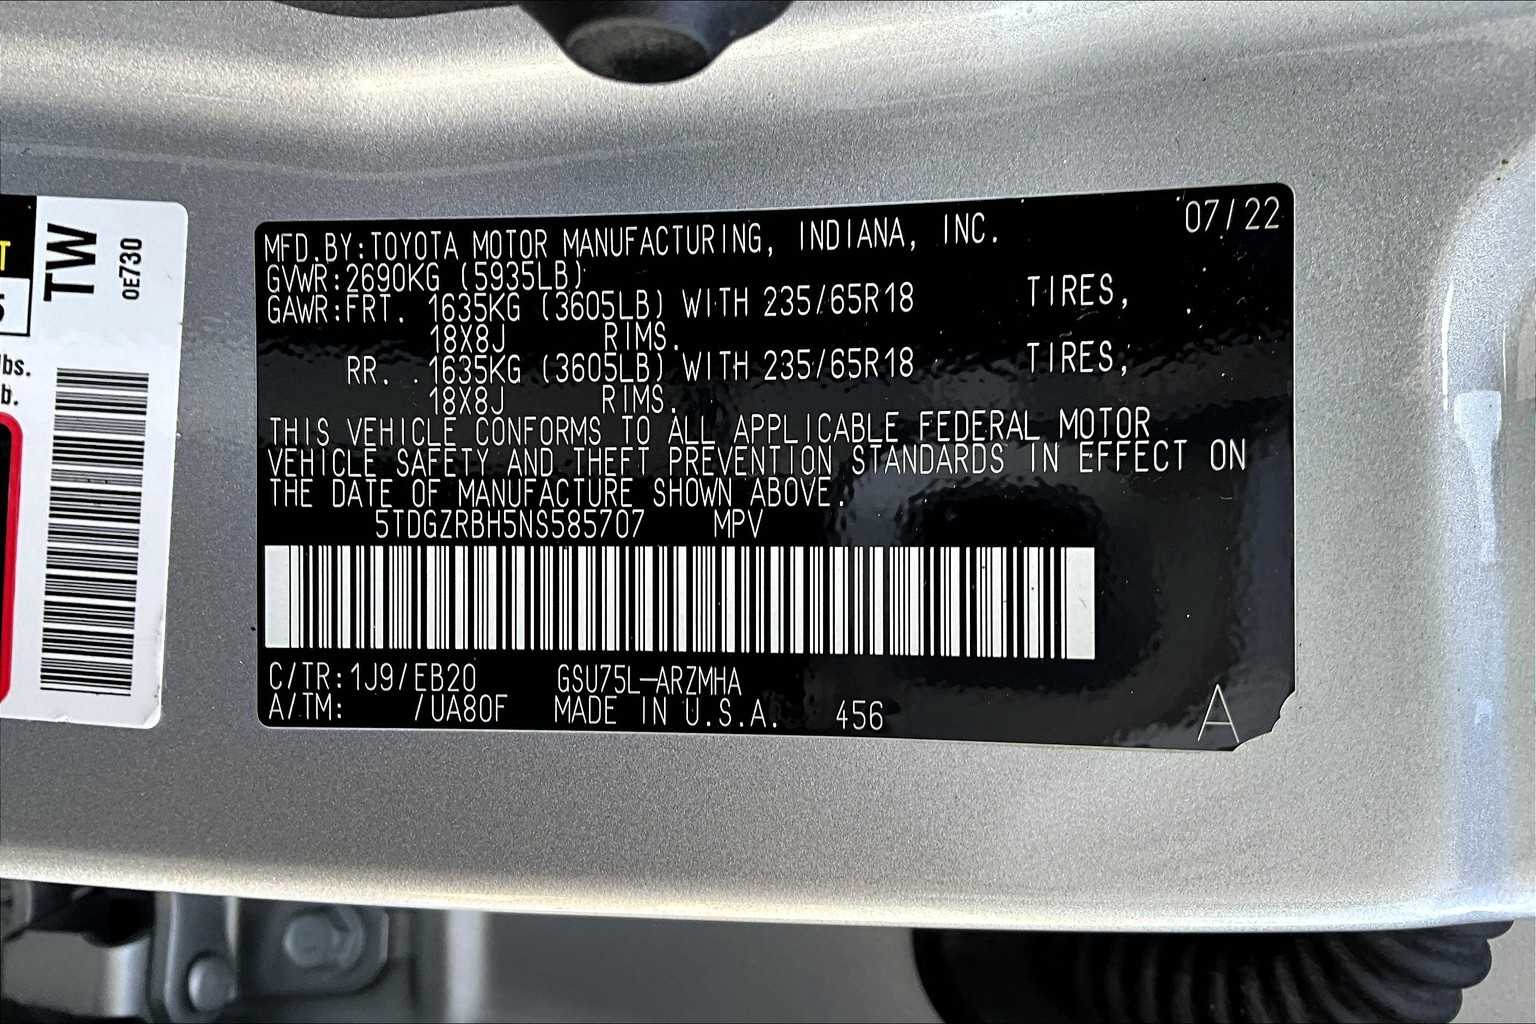 T
5
lbs.
b.
TW
0E730
MFD.BY:TOYOTA MOTOR MANUFACTURING, INDIANA, INC. 07/22
GVWR:2690KG (5935LB)
GAWR:FRT. 1635KG (3605LB) WITH 235/65R18 TIRES,
18X8J RIMS.
RR. 1635KG (3605LB) WITH 235/65R18 TIRES,
18X8J RIMS.
THIS VEHICLE CONFORMS TO ALL APPLICABLE FEDERAL MOTOR
VEHICLE SAFETY AND THEFT PREVENTION STANDARDS IN EFFECT ON
THE DATE OF MANUFACTURE SHOWN ABOVE.
5TDGZRBH5NS585707 MPV
C/TR:1J9/EB20 GSU75L-ARZMHA
A/TM: /UA80F MADE IN U.S.A. 456
A